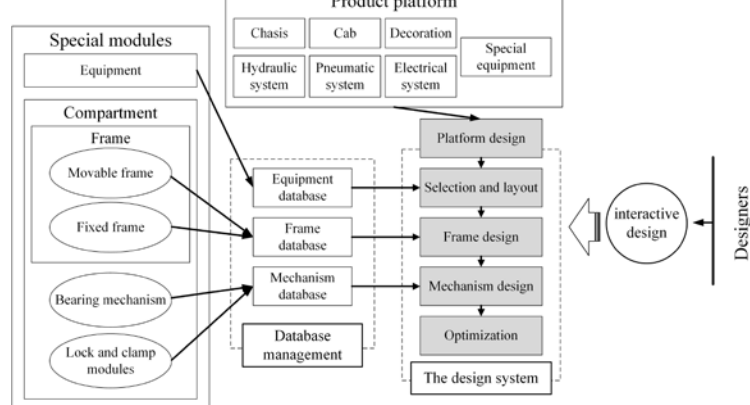 Product platform
Chasis
Cab
Decoration
Special
equipment
Hydraulic
system
Pneumatic
system
Electrical
system
Special modules
Equipment
Compartment
Frame
Movable frame
Fixed frame
Bearing mechanism
Lock and clamp
modules
Equipment
database
Frame
database
Mechanism
database
Database
management
Platform design
Selection and layout
Frame design
Mechanism design
Optimization
The design system
interactive
design
Designers